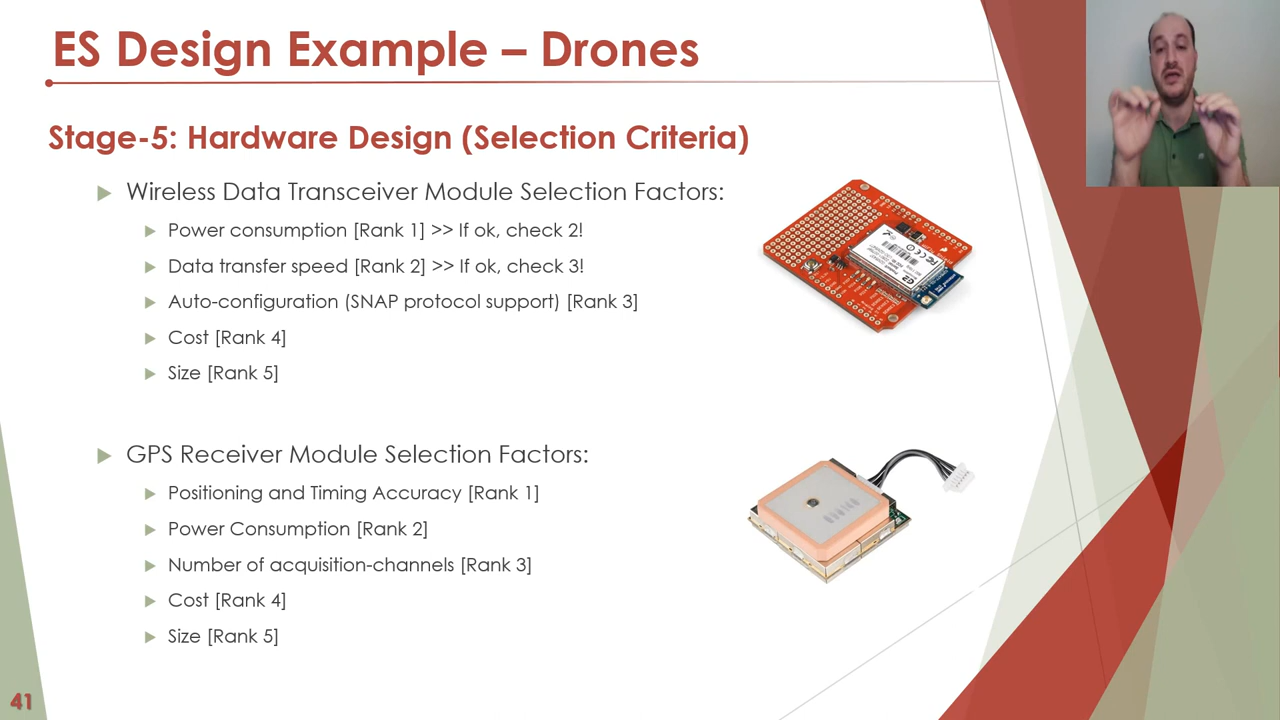 ES Design Example – Drones
Stage-5: Hardware Design (Selection Criteria)
Wireless Data Transceiver Module Selection Factors:
Power consumption [Rank 1] >> If ok, check 2!
Data transfer speed [Rank 2] >> If ok, check 3!
Auto-configuration (SNAP protocol support) [Rank 3]
Cost [Rank 4]
Size [Rank 5]
GPS Receiver Module Selection Factors:
Positioning and Timing Accuracy [Rank 1]
Power Consumption [Rank 2]
Number of acquisition-channels [Rank 3]
Cost [Rank 4]
Size [Rank 5]
41